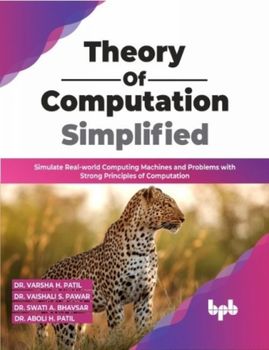 Theory
Of
Computation
Simplified
Simulate Real-world Computing Machines and Problems with
Strong Principles of Computation
DR. VARSHA H. PATIL
DR. VAISHALI S. PAWAR
DR. SWATI A. BHAVSAR
DR. ABOLI H. PATIL
bpb